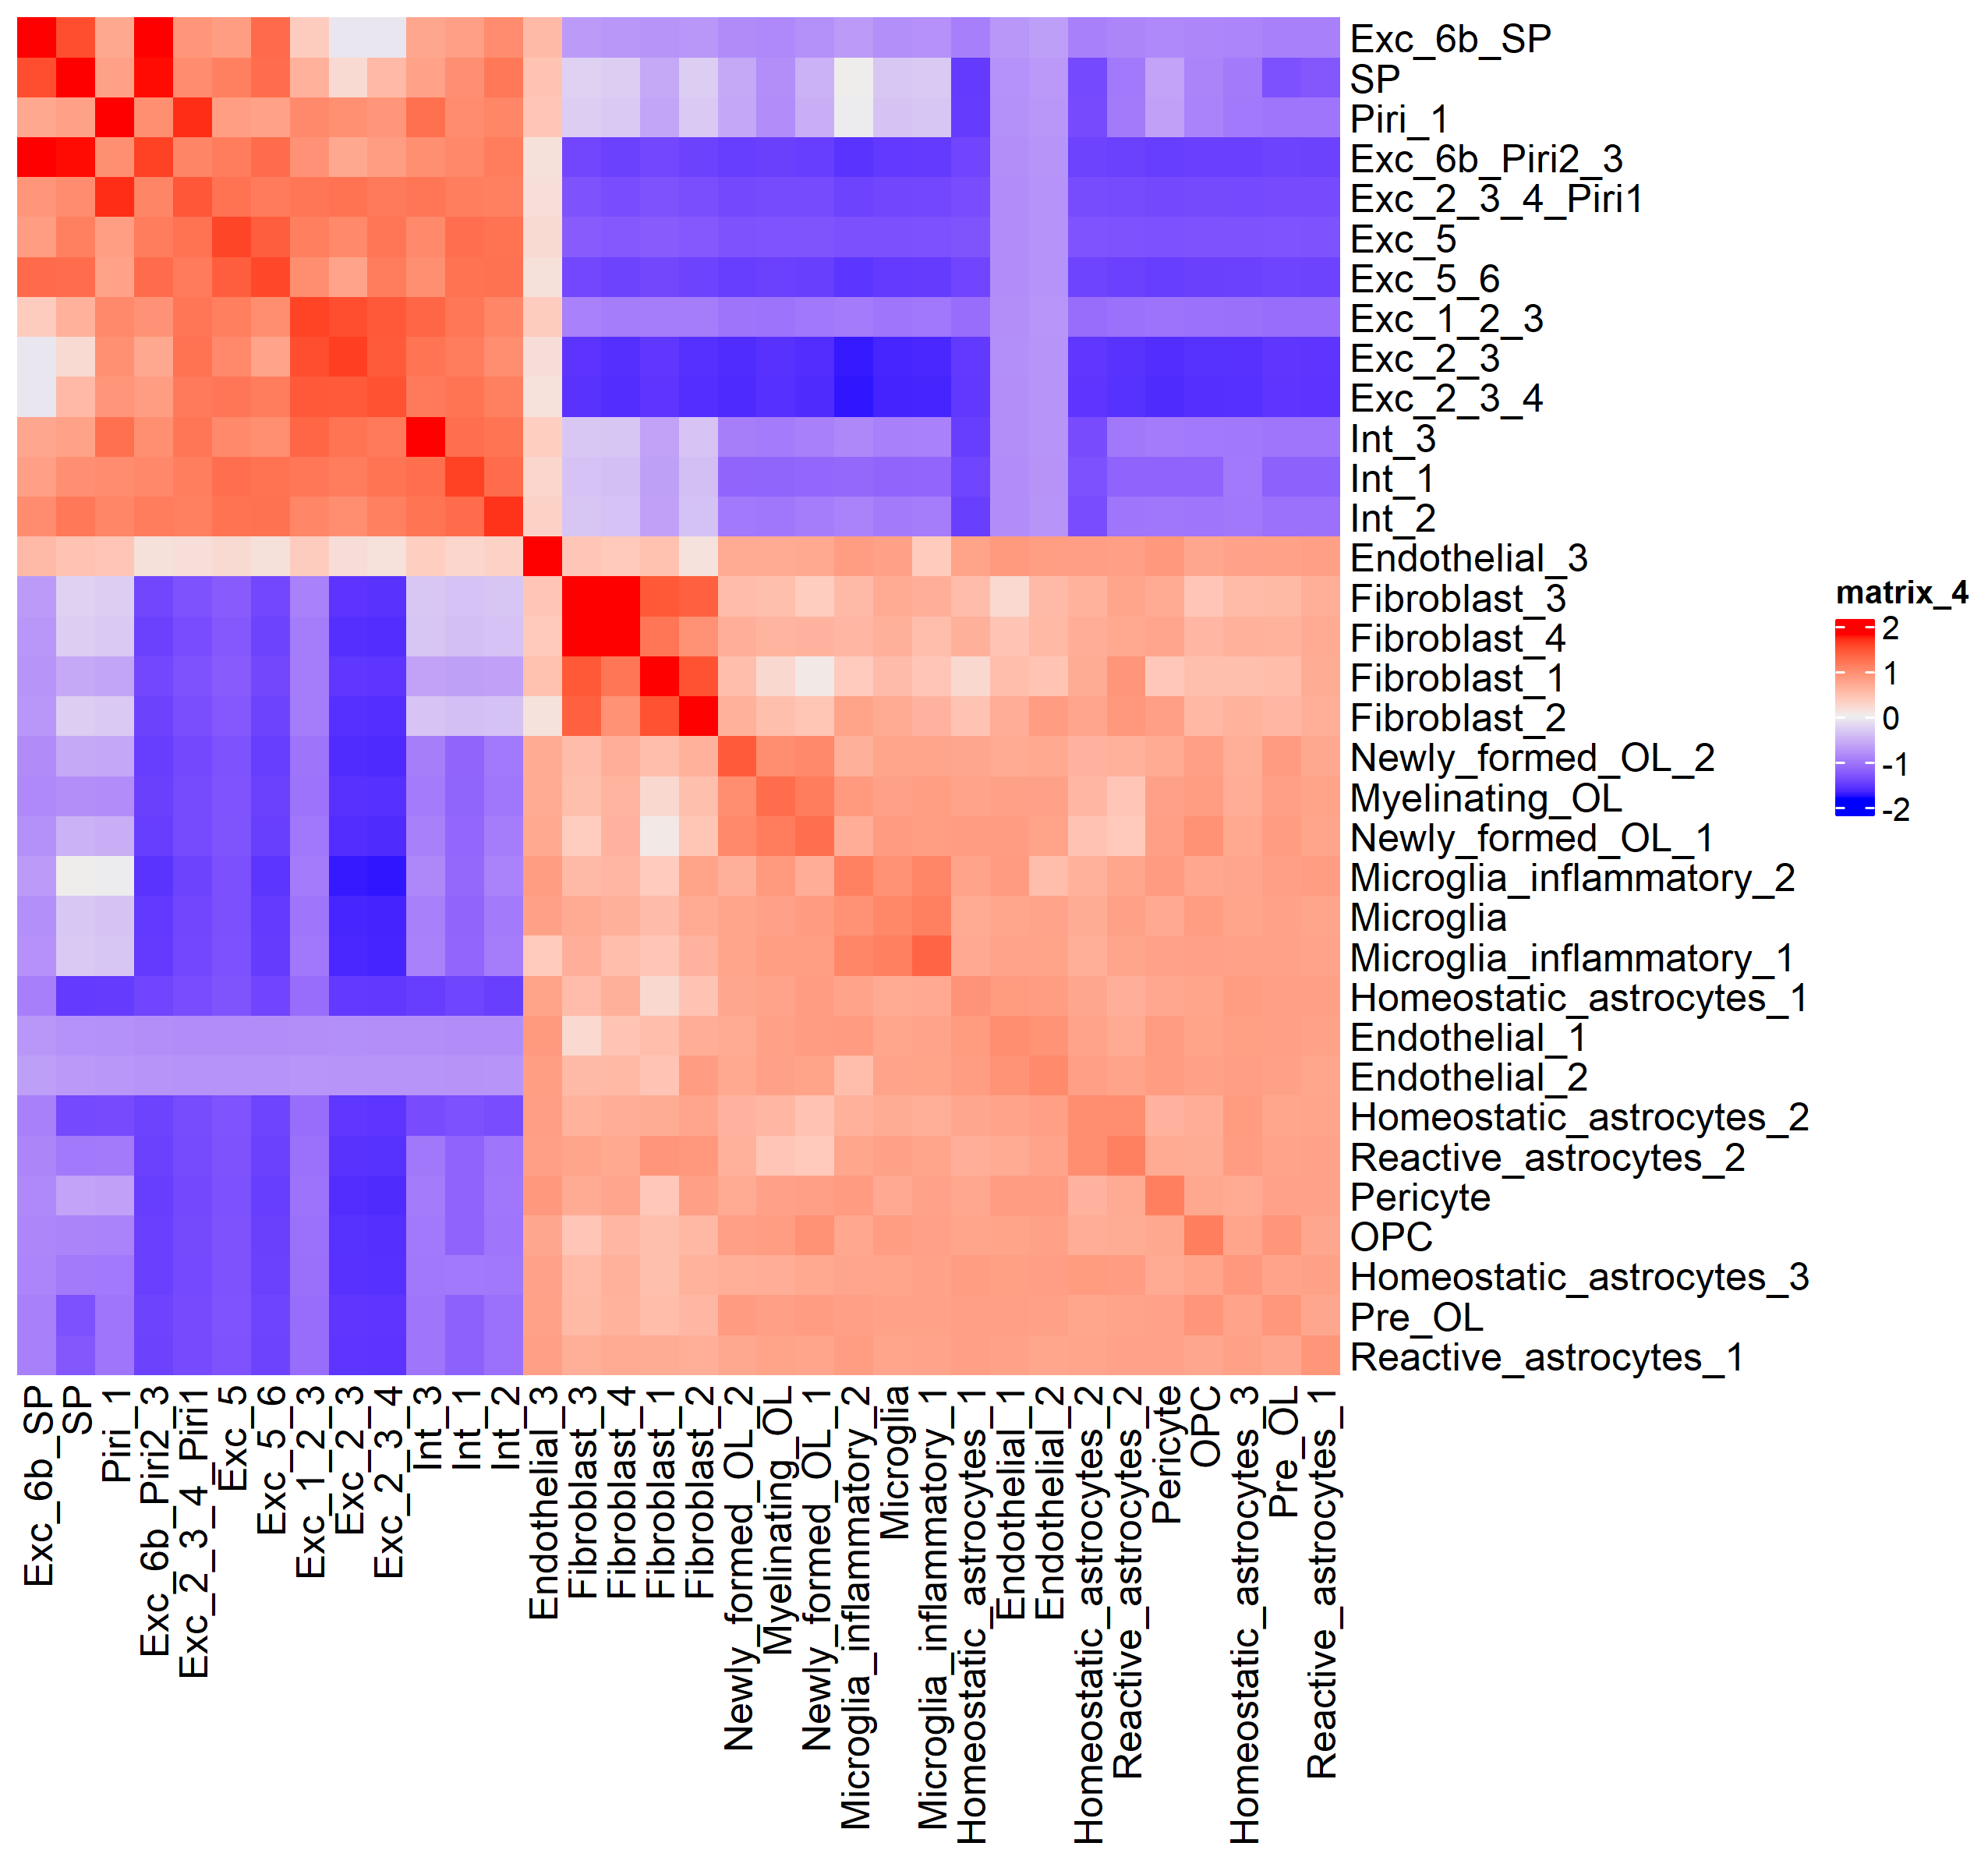 Exc_6b_SP
SP
Piri_1
Exc_6b_Piri2_3
Exc_2_3_4_Piri1
Exc_5
Exc_5_6
Exc_1_2_3
Exc_2_3
Exc_2_3_4
Int_3
Int_1
Int_2
Endothelial_3
Fibroblast_3
Fibroblast_4
Fibroblast_1
Fibroblast_2
Newly_formed_OL_2
Myelinating_OL
Newly_formed_OL_1
Microglia_inflammatory_2
Microglia
Microglia_inflammatory_1
Homeostatic_astrocytes_1
Endothelial_1
Endothelial_2
Homeostatic_astrocytes_2
Reactive_astrocytes_2
Pericyte
OPC
Homeostatic_astrocytes_3
Pre_OL
Reactive_astrocytes_1
matrix_4
2
1
0
-1
-2
Exc_6b_SP
SP
Piri_1
Exc_6b_Piri2_3
Exc_2_3_4_Piri1
Exc_5
Exc_5_6
Exc_1_2_3
Exc_2_3
Exc_2_3_4
Int_3
Int_1
Int_2
Endothelial_3
Fibroblast_3
Fibroblast_4
Fibroblast_1
Fibroblast_2
Newly_formed_OL_2
Myelinating_OL
Newly_formed_OL_1
Microglia_inflammatory_2
Microglia
Microglia_inflammatory_1
Homeostatic_astrocytes_1
Endothelial_1
Endothelial_2
Homeostatic_astrocytes_2
Reactive_astrocytes_2
Pericyte
OPC
Homeostatic_astrocytes_3
Pre_OL
Reactive_astrocytes_1